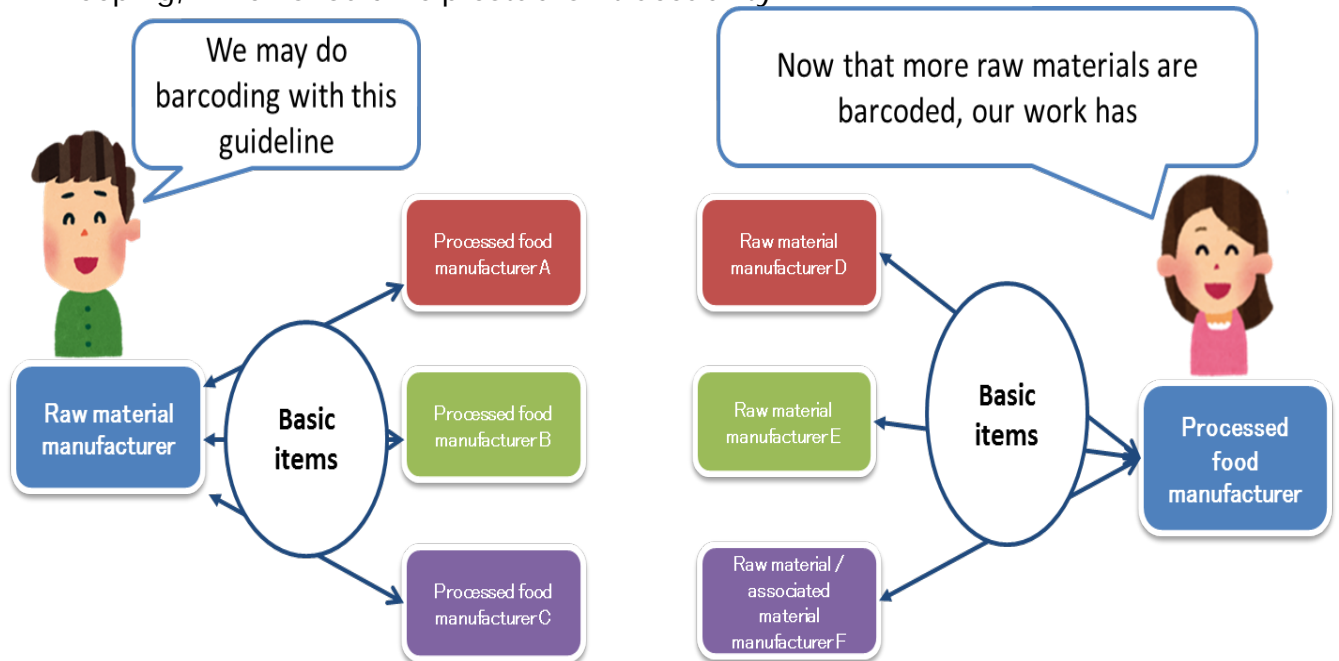 We may do
barcoding with this
guideline
Now that more raw materials are
barcoded, our work has
Processed food
manufacturer A
Raw material
manufacturer D
Raw material
manufacturer
Basic
items
Processed food
manufacturer B
Raw material
manufacturer E
Basic
items
Processed
food
manufacturer
Processed food
manufacturer C
Raw material /
associated
material
manufacturer F